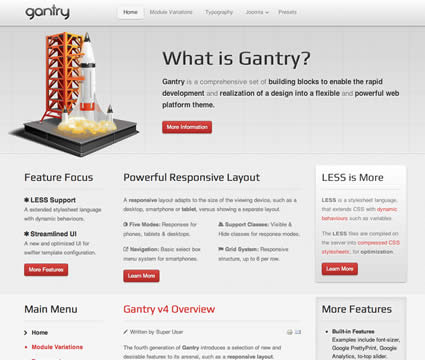 gantry
Home
Module Variations
Typography
Joomla
Presets
What is Gantry?
Gantry is a comprehensive set of building blocks to enable the rapid
development and realization of a design into a flexible and powerful web
platform theme.
More Information
Feature Focus
LESS Support
A extended stylesheet language
with dynamic behaviours.
Streamlined UI
A new and optimized UI for
swifter template configuration.
More Features
Powerful Responsive Layout
A responsive layout adapts to the size of the viewing device, such as a
desktop, smartphone or tablet, versus showing a separate layout
Five Modes: Responses for
phones, tablets & desktops.
Support Classes: Visible &
Hide classes for response modes.
Navigation: Basic select box
menu system for smartphones.
Grid System: Responsive
structure, up to 6 per row.
Learn More
LESS is More
LESS is a stylesheet language,
that extends CSS with dynamic
behaviours such as variables
The LESS files are compiled on
the server into compressed CSS
stylesheets, for optimization.
Learn More
Main Menu
Home
Module Variations
Gantry v4 Overview
Written by Super User
The fourth generation of Gantry introduces a selection of new and
desirable features to its arsenal, such as a responsive layout.
More Features
Built-in Features
Examples include font-sizer,
Google PrettyPrint, Google
Analytics, to-top slider.